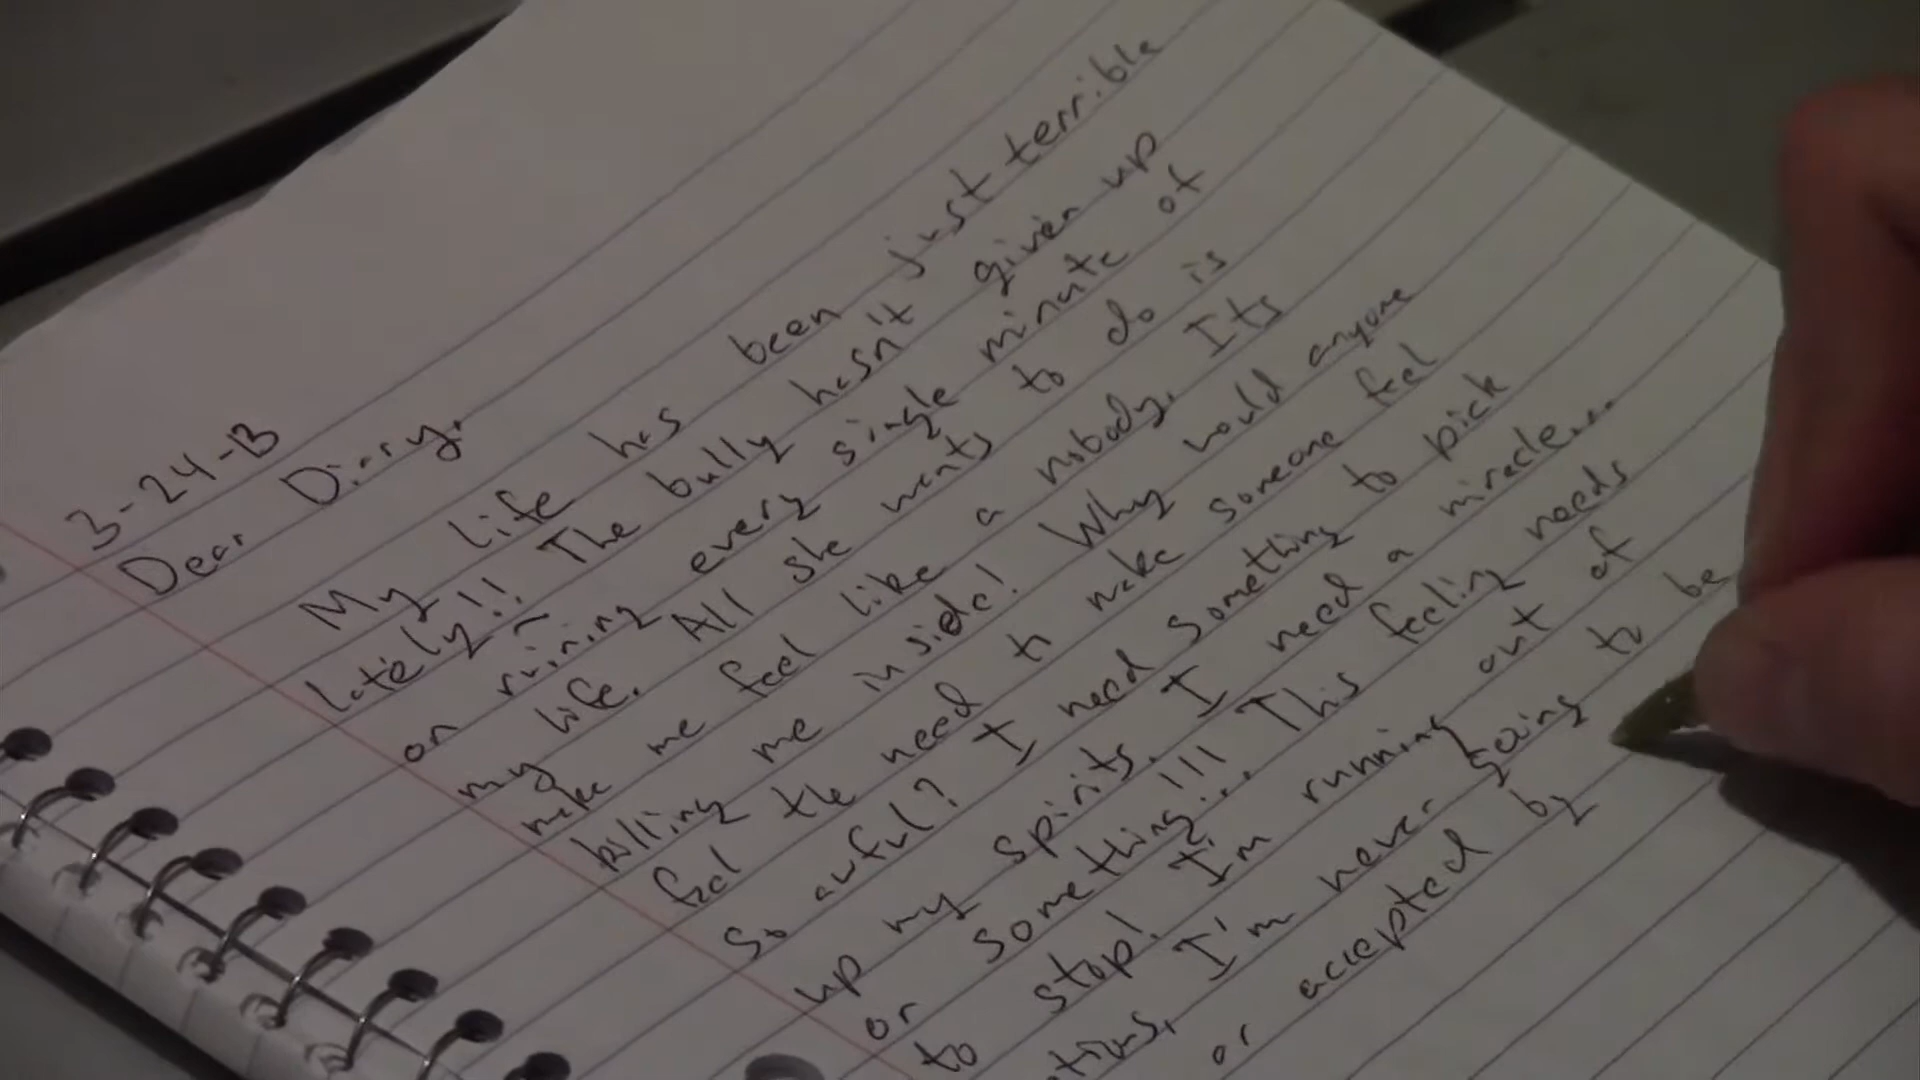 3-24-13
Dear Diary,
My life has been just terrible
lately!! The bully hasn't given up
on ruining every single minute of
my life. All she wants to do is
make me feel like a nobody. Its
killing me inside! Why would anyone
feel the need to make someone feel
so awful? I need something to pick
up my spirits. I need a miracle...
or something!!! This feeling needs
to stop! I'm running out of
I'm never going to be
or accepted by